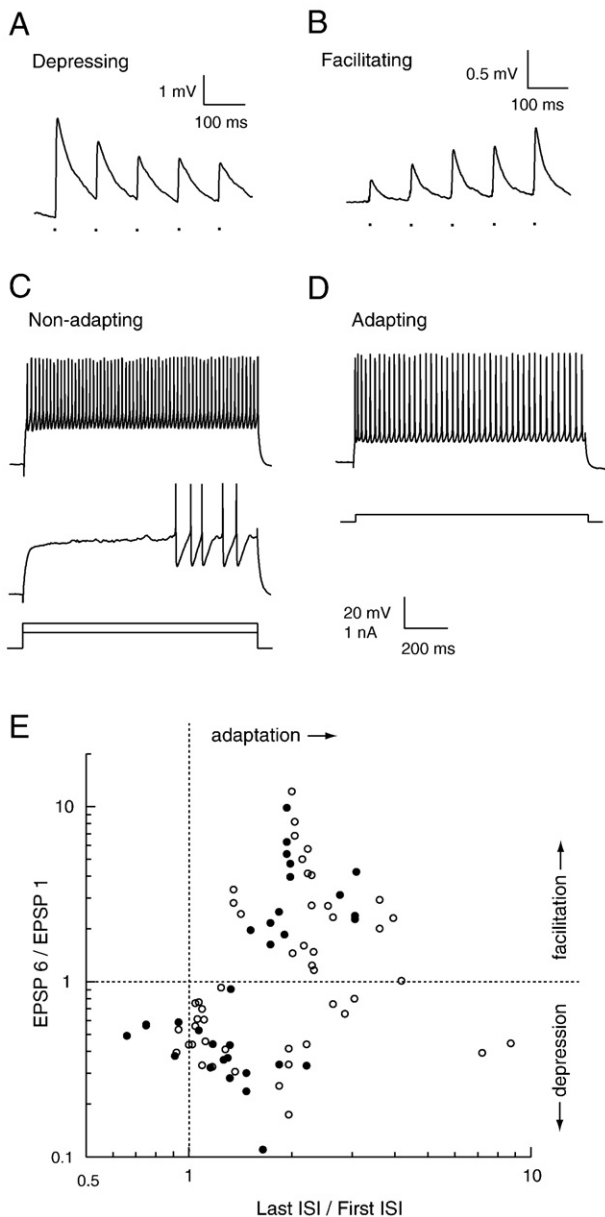 A
Depressing
1 mV
100 ms
B
Facilitating
0.5 mV
100 ms
C
Non-adapting
D
Adapting
20 mV
1 nA
200 ms
E
adaptation →
10
1
0.1
EPSP 6 / EPSP 1
facilitation →
← depression
0.5
1
10
Last ISI / First ISI